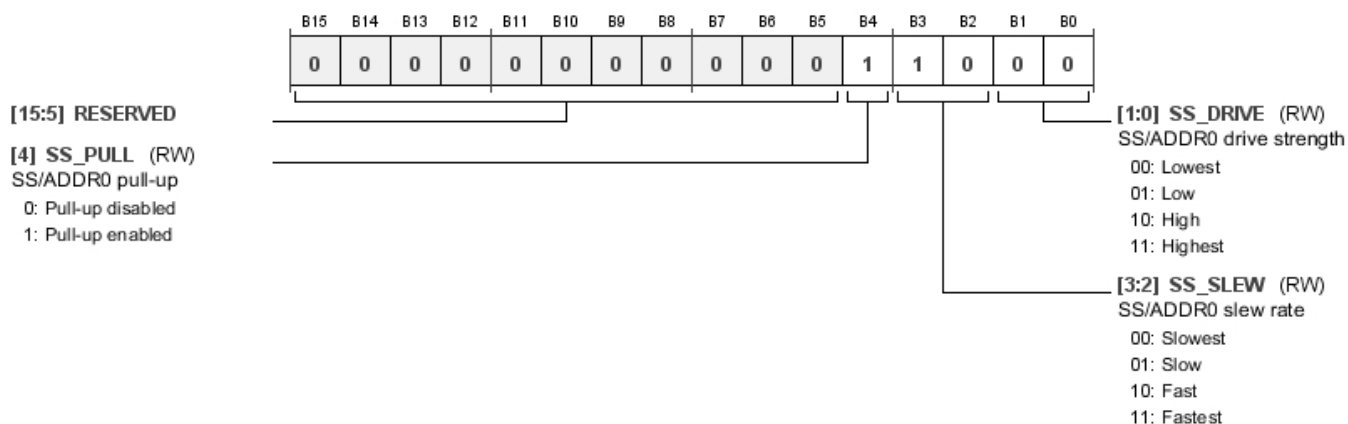 B15 B14 B13 B12 B11 B10 B9 B8 B7 B6 B5 B4 B3 B2 B1 B0
0 0 0 0 0 0 0 0 0 0 0 1 1 0 0 0
[15:5] RESERVED
[4] SS_PULL (RW)
SS/ADDR0 pull-up
0: Pull-up disabled
1: Pull-up enabled
[1:0] SS_DRIVE (RW)
SS/ADDR0 drive strength
00: Lowest
01: Low
10: High
11: Highest
[3:2] SS_SLEW (RW)
SS/ADDR0 slew rate
00: Slowest
01: Slow
10: Fast
11: Fastest